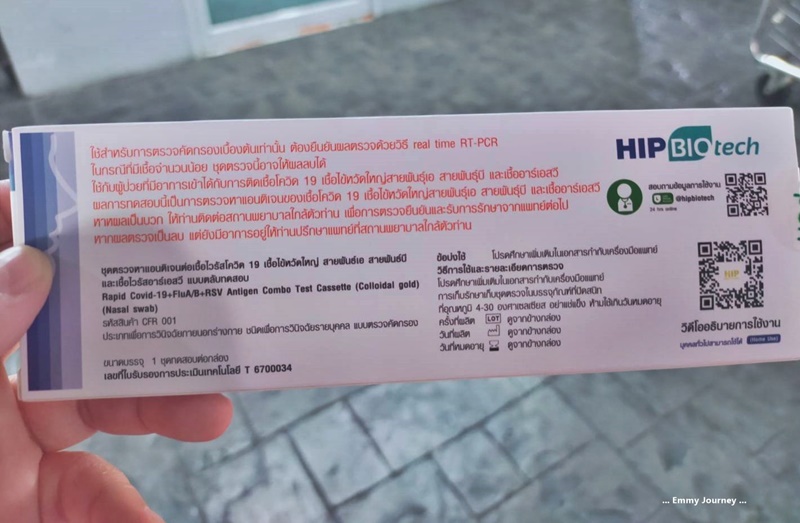 ใช้สำหรับการตรวจคัดกรองเบื้องต้นเท่านั้น ต้องยืนยันผลตรวจด้วยวิธี real time RT-PCR
ในกรณีที่มีเชื้อจำนวนน้อย ชุดตรวจนี้อาจให้ผลลบได้
ใช้กับผู้ป่วยที่มีอาการเข้าได้กับการติดเชื้อโควิด 19 เชื้อไข้หวัดใหญ่สายพันธุ์เอ สายพันธุ์บี และเชื้ออาร์เอสวี
ผลการทดสอบนี้เป็นการตรวจหาแอนติเจนของเชื้อโควิด 19 เชื้อไข้หวัดใหญ่สายพันธุ์เอ สายพันธุ์บี และเชื้ออาร์เอสวี
หากผลเป็นบวก ให้ท่านติดต่อสถานพยาบาลใกล้ตัวท่าน เพื่อการตรวจยืนยันและรับการรักษาจากแพทย์ต่อไป
หากผลตรวจเป็นลบ แต่ยังมีอาการอยู่ให้ท่านปรึกษาแพทย์ที่สถานพยาบาลใกล้ตัวท่าน
HIP BIOtech
สอบถามข้อมูลการใช้งาน
@hipbiotech
24 hrs online
ชุดตรวจหาแอนติเจนต่อเชื้อไวรัสโควิด 19 เชื้อไข้หวัดใหญ่ สายพันธุ์เอ สายพันธุ์บี
และเชื้อไวรัสอาร์เอสวี แบบตลับทดสอบ
Rapid Covid-19+FluA/B+RSV Antigen Combo Test Cassette (Colloidal gold)
(Nasal swab)
รหัสสินค้า CFR 001
ประเภทเพื่อการวินิจฉัยภายนอกร่างกาย ชนิดเพื่อการวินิจฉัยรายบุคคล แบบตรวจคัดกรอง
ขนาดบรรจุ 1 ชุดทดสอบต่อกล่อง
เลขที่ใบรับรองการประเมินเทคโนโลยี T 6700034
ข้อบ่งใช้ โปรดศึกษาเพิ่มเติมในเอกสารกำกับเครื่องมือแพทย์
วิธีการใช้และรายละเอียดการตรวจ
โปรดศึกษาเพิ่มเติมในเอกสารกำกับเครื่องมือแพทย์
การเก็บรักษาเก็บชุดตรวจในบรรจุภัณฑ์ที่ปิดสนิท
ที่อุณหภูมิ 4-30 องศาเซลเซียส อย่าแช่แข็ง ห้ามใช้เกินวันหมดอายุ
ครั้งที่ผลิต LOT ดูจากข้างกล่อง
วันที่ผลิต ดูจากข้างกล่อง
วันที่หมดอายุ ดูจากข้างกล่อง
HIP
วิดีโออธิบายการใช้งาน
บุคคลทั่วไปสามารถใช้ได้ (Home Use)
... Emmy Journey ...